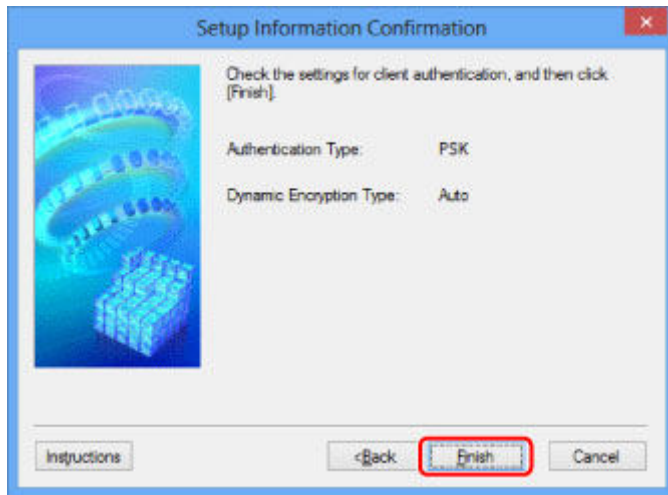 Setup Information Confirmation
Check the settings for client authentication, and then click
[Finish].
Authentication Type: PSK
Dynamic Encryption Type: Auto
Instructions <Back Finish Cancel